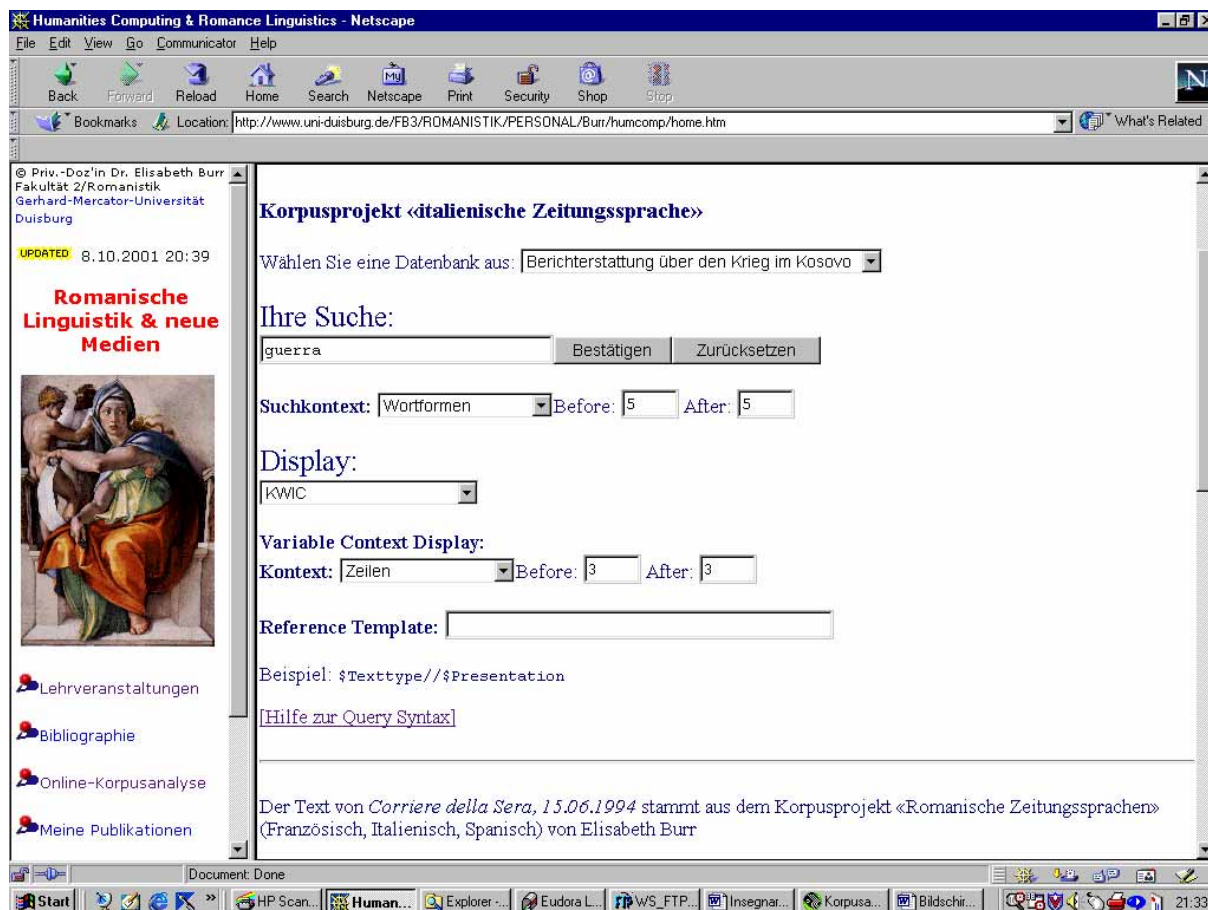 Humanities Computing & Romance Linguistics - Netscape
File Edit View Go Communicator Help
Back Forward Reload Home Search Netscape Print Security Shop Stop
My
N
Bookmarks Location: http://www.uni-duisburg.de/FB3/ROMANISTIK/PERSONAL/Burr/humcomp/home.htm What's Related
© Priv.-Doz'in Dr. Elisabeth Burr
Fakultät 2/Romanistik
Gerhard-Mercator-Universität
Duisburg
UPDATED 8.10.2001 20:39
Romanische
Linguistik & neue
Medien
Lehrveranstaltungen
Bibliographie
Online-Korpusanalyse
Meine Publikationen
Korpusprojekt «italienische Zeitungssprache»
Wählen Sie eine Datenbank aus: Berichterstattung über den Krieg im Kosovo
Ihre Suche:
guerra Bestätigen Zurücksetzen
Suchkontext: Wortformen Before: 5 After: 5
Display:
KWIC
Variable Context Display:
Kontext: Zeilen Before: 3 After: 3
Reference Template:
Beispiel: $Texttype//$Presentation
[Hilfe zur Query Syntax]
Der Text von Corriere della Sera, 15.06.1994 stammt aus dem Korpusprojekt «Romanische Zeitungssprachen»
(Französisch, Italienisch, Spanisch) von Elisabeth Burr
Document: Done
Start » HP Scan... Human... Explorer -... Eudora L... WS_FTP... Insegnar... Korpusa... Bildschir... 21:33